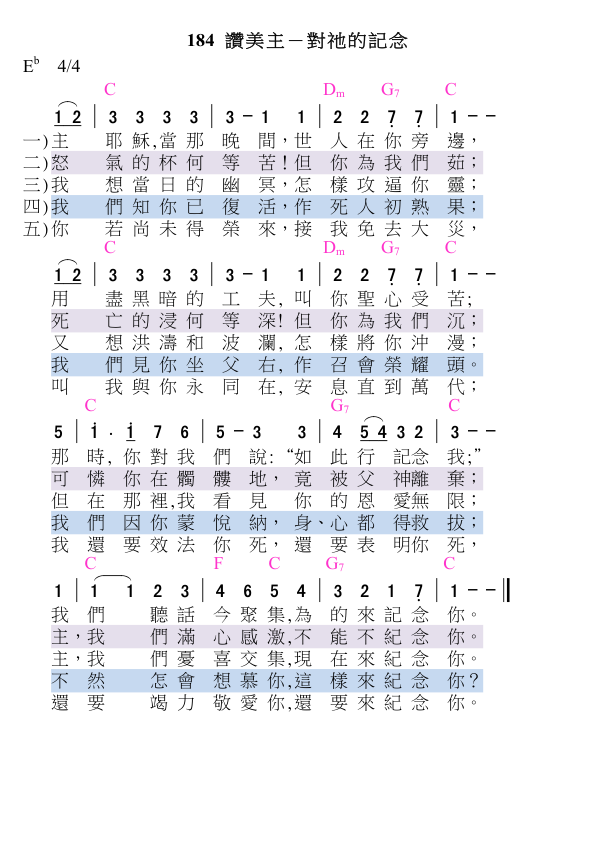 184 讚美主－對祂的記念
E♭ 4/4
C Dm G7 C
1 2 | 3 3 3 3 | 3 － 1 1 | 2 2 7̣ 7̣ | 1 － －
一)主 耶穌,當那晚間，世人在你旁邊，
二)怒氣的杯何等苦！但你為我們茹；
三)我想當日的幽冥，怎樣攻逼你靈；
四)我們知你已復活，作死人初熟果；
五)你若尚未得榮來，接我免去大災，
C Dm G7 C
1 2 | 3 3 3 3 | 3 － 1 1 | 2 2 7̣ 7̣ | 1 － －
用盡黑暗的工夫, 叫你聖心受苦;
死亡的浸何等深! 但你為我們沉；
又想洪濤和波瀾, 怎樣將你沖漫；
我們見你坐父右, 作召會榮耀頭。
叫我與你永同在, 安息直到萬代；
C G7 C
5 | i . i 7 6 | 5 － 3 3 | 4 5 4 3 2 | 3 － －
那時, 你對我們說: “如此行記念我;”
可憐你在髑髏地，竟被父神離棄；
但在那裡,我看見你的恩愛無限；
我們因你蒙悅納，身、心都得救拔；
我還要效法你死，還要表明你死，
C F C G7 C
1 | 1 1 2 3 | 4 6 5 4 | 3 2 1 7̣ | 1 － － ‖
我們聽話今聚集,為的來記念你。
主，我們滿心感激,不能不紀念你。
主，我們憂喜交集,現在來紀念你。
不然怎會想慕你,這樣來紀念你？
還要竭力敬愛你,還要來紀念你。